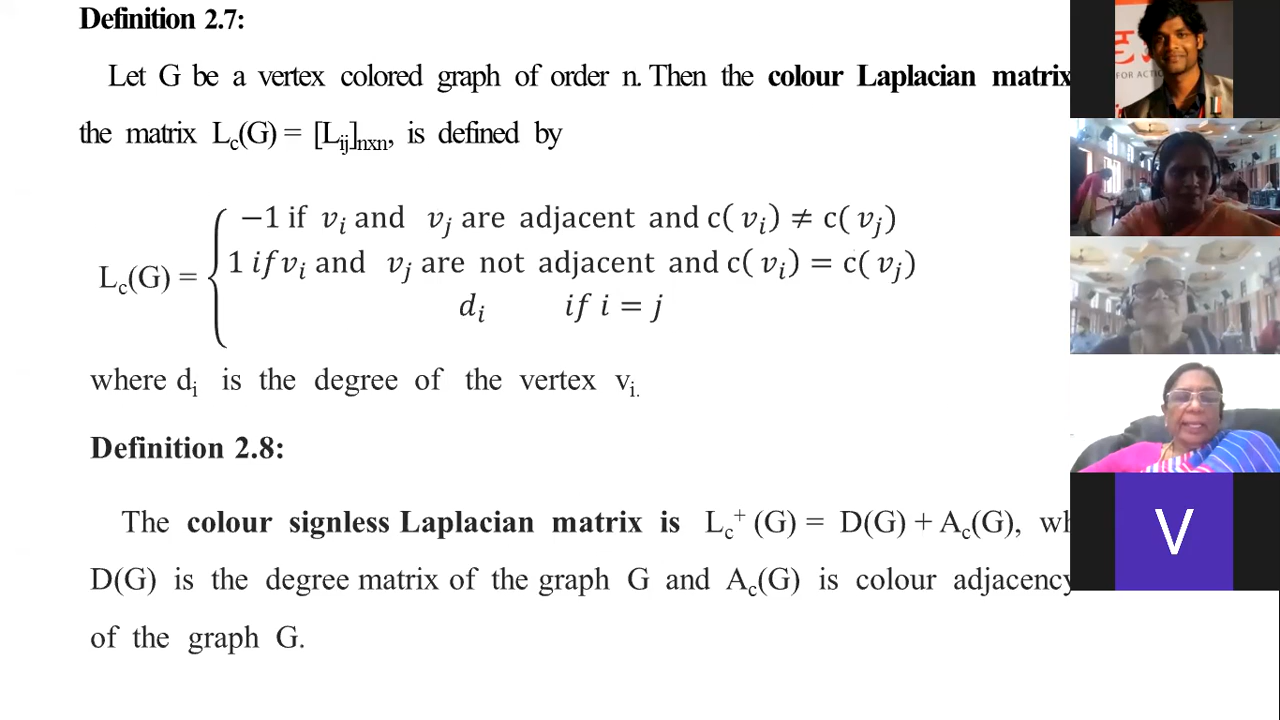 Definition 2.7:
Let G be a vertex colored graph of order n. Then the colour Laplacian matrix
the matrix L_c(G) = [L_ij]_nxn, is defined by
−1 if v_i and v_j are adjacent and c( v_i) ≠ c( v_j)
L_c(G) = { 1 if v_i and v_j are not adjacent and c( v_i) = c( v_j)
d_i if i = j
where d_i is the degree of the vertex v_i.
Definition 2.8:
The colour signless Laplacian matrix is L_c^+ (G) = D(G) + A_c(G),
D(G) is the degree matrix of the graph G and A_c(G) is colour adjacency
of the graph G.
FOR ACTIO
V